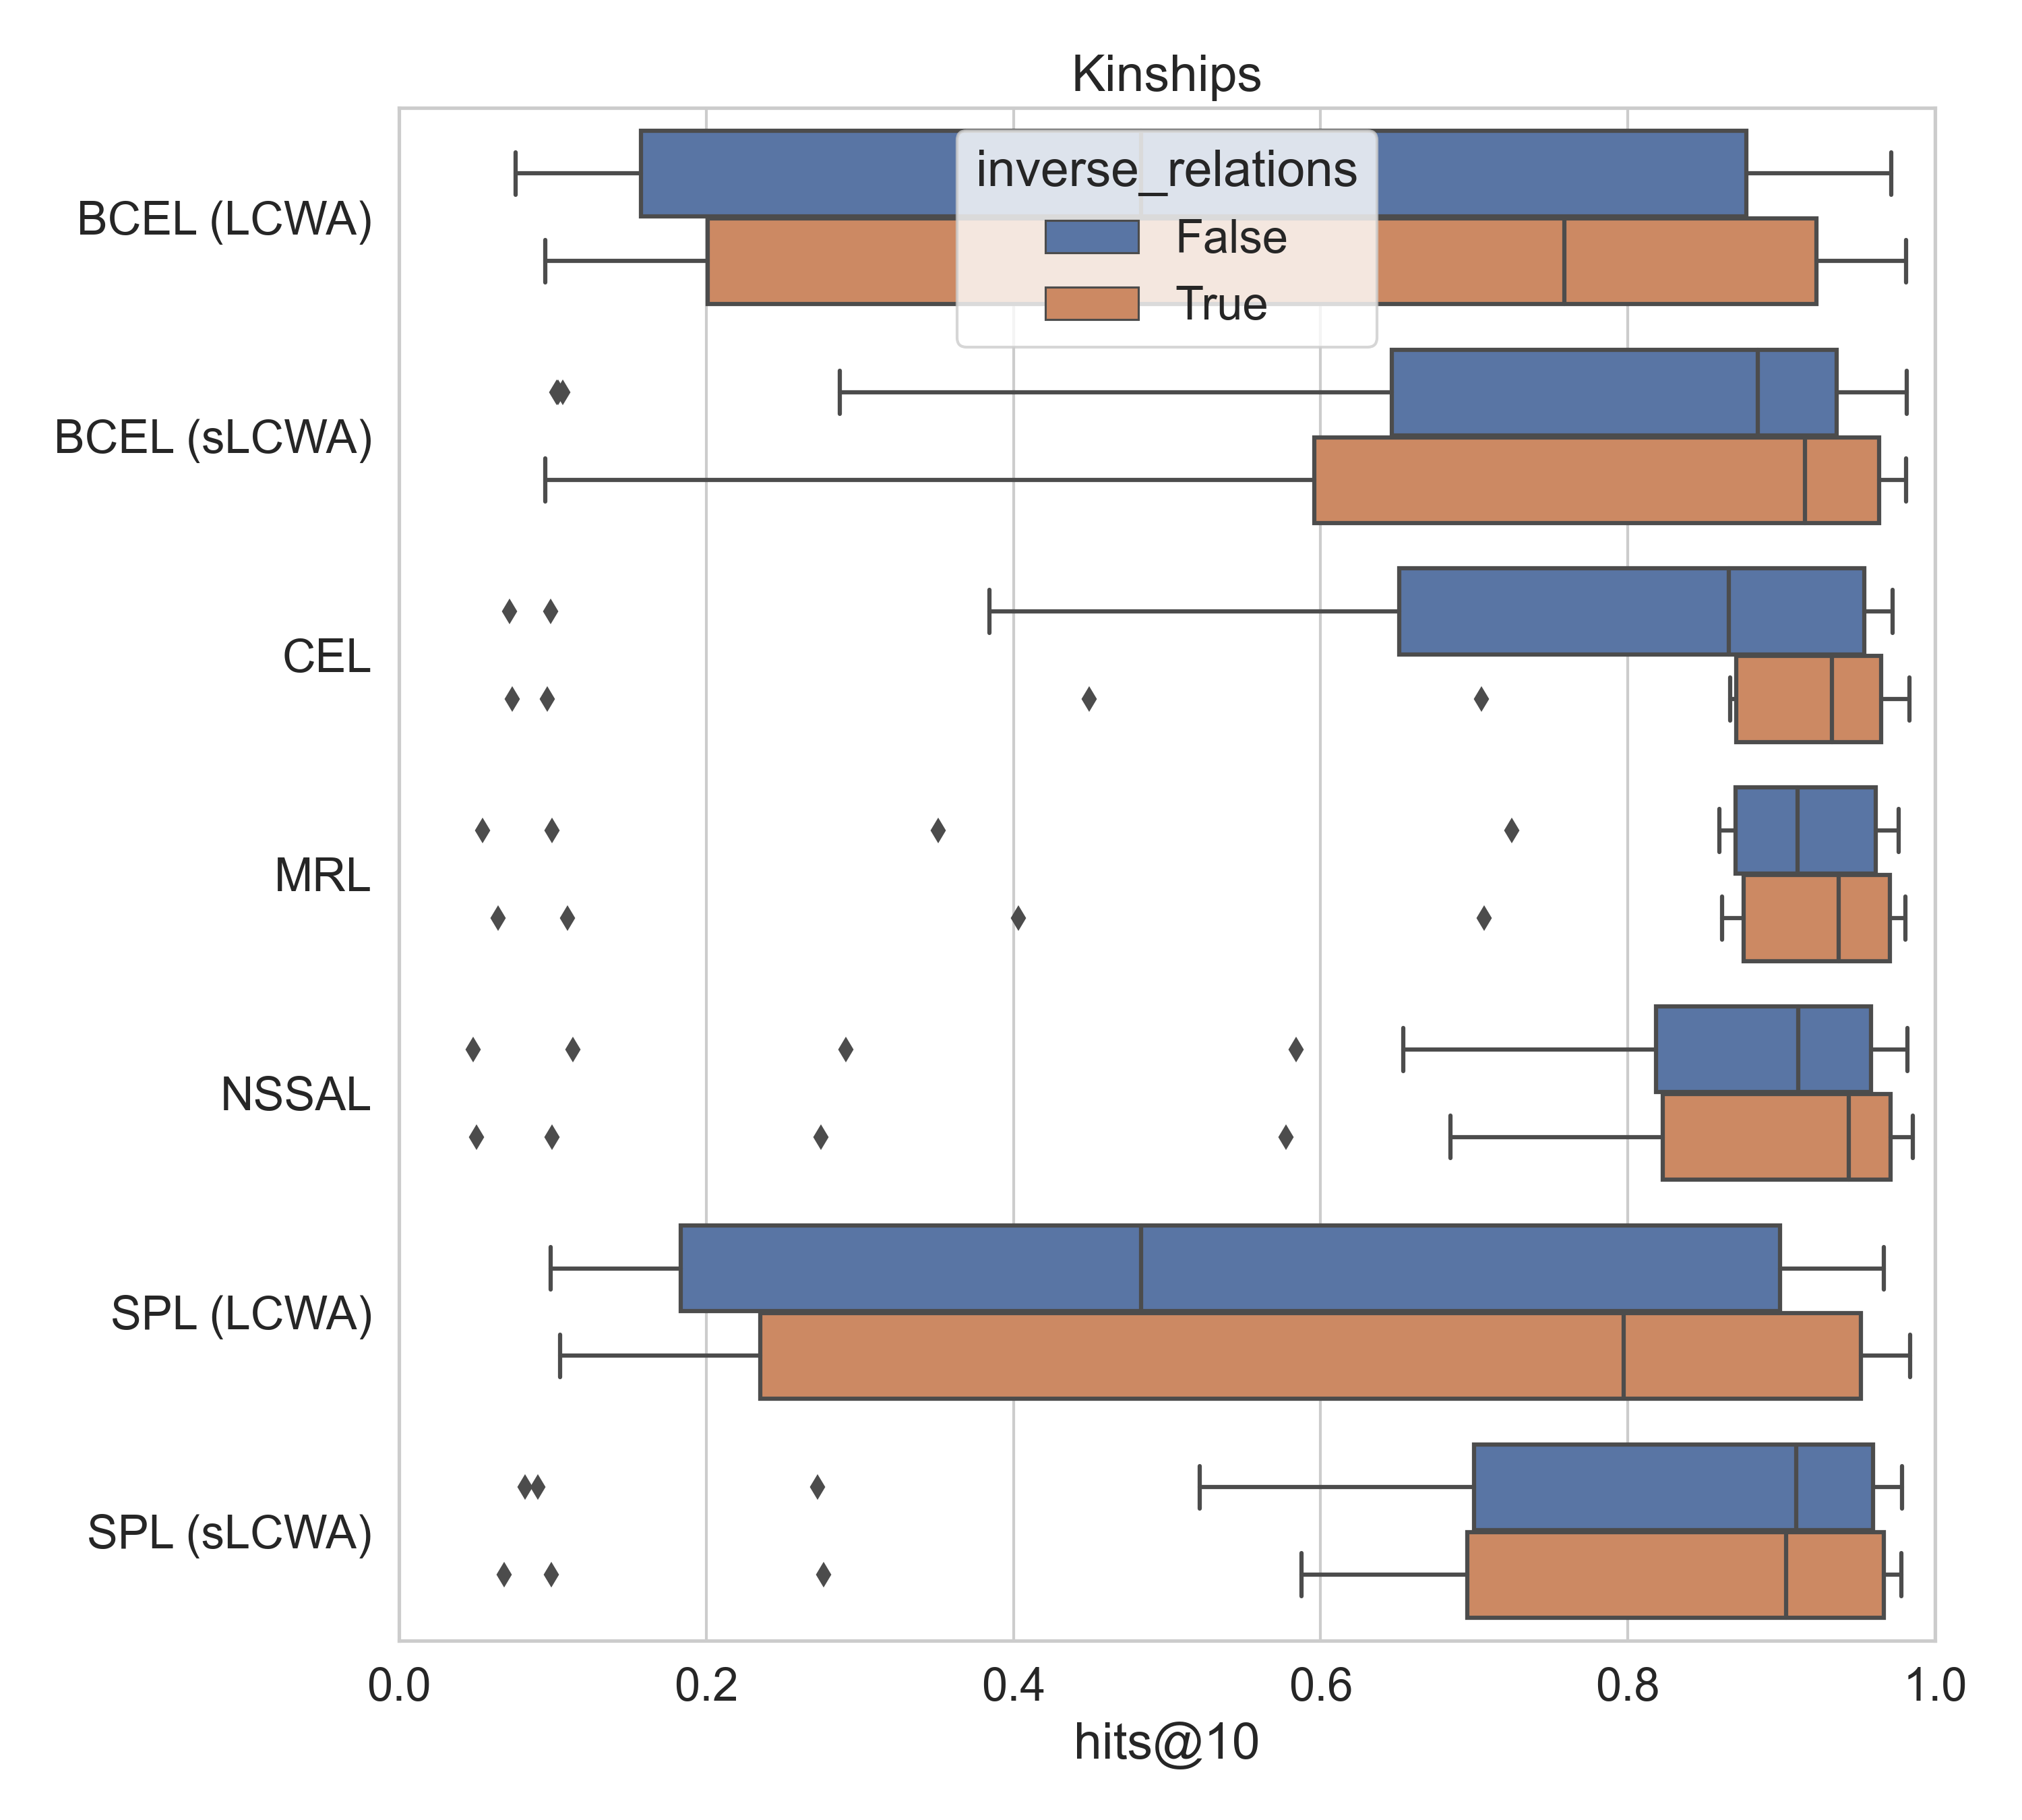 Kinships
inverse_relations
False
True
BCEL (LCWA)
BCEL (sLCWA)
CEL
MRL
NSSAL
SPL (LCWA)
SPL (sLCWA)
0.0 0.2 0.4 0.6 0.8 1.0
hits@10